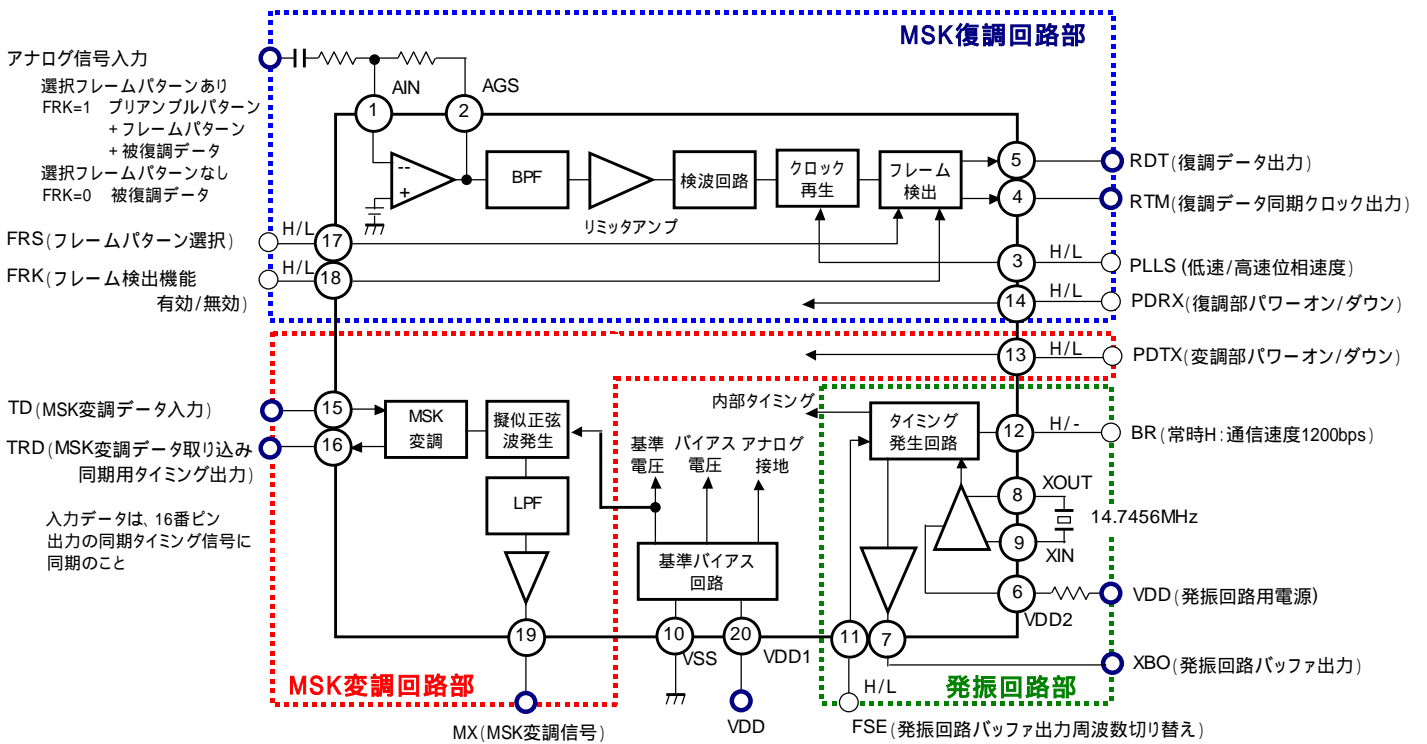 MSK復調回路部
アナログ信号入力
選択フレームパターンあり
FRK=1 プリアンブルパターン
+フレームパターン
+被復調データ
選択フレームパターンなし
FRK=0 被復調データ
AIN
AGS
1
2
--
+
BPF
リミッタアンプ
検波回路
クロック
再生
フレーム
検出
5
RDT(復調データ出力)
4
RTM(復調データ同期クロック出力)
FRS(フレームパターン選択)
H/L
17
FRK(フレーム検出機能
有効/無効)
H/L
18
3
H/L
PLLS (低速/高速位相速度)
14
H/L
PDRX(復調部パワーオン/ダウン)
13
H/L
PDTX(変調部パワーオン/ダウン)
TD(MSK変調データ入力)
15
TRD(MSK変調データ取り込み
同期用タイミング出力)
16
入力データは、16番ピン
出力の同期タイミング信号に
同期のこと
MSK
変調
擬似正弦
波発生
LPF
基準
電圧
バイアス
電圧
アナログ
接地
基準バイアス
回路
内部タイミング
タイミング
発生回路
12
H/-
BR(常時H:通信速度1200bps)
8
XOUT
14.7456MHz
9
XIN
6
VDD2
VDD(発振回路用電源)
19
10
VSS
20
VDD1
11
7
XBO(発振回路バッファ出力)
MSK変調回路部
発振回路部
H/L
MX(MSK変調信号)
VDD
FSE(発振回路バッファ出力周波数切り替え)